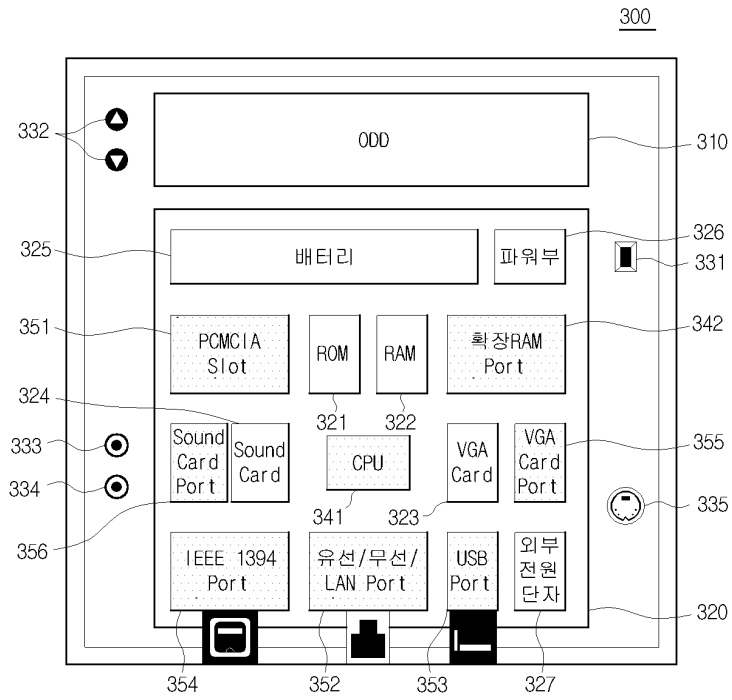 300
332
ODD
310
325
배터리
파워부
326
331
351
PCMCIA
Slot
ROM
RAM
확장RAM
Port
342
324
321
322
333
334
Sound
Card
Port
Sound
Card
CPU
VGA
Card
VGA
Card
Port
355
356
341
323
335
IEEE 1394
Port
유선/무선/
LAN Port
USB
Port
외부
전원
단자
320
354
352
353
327